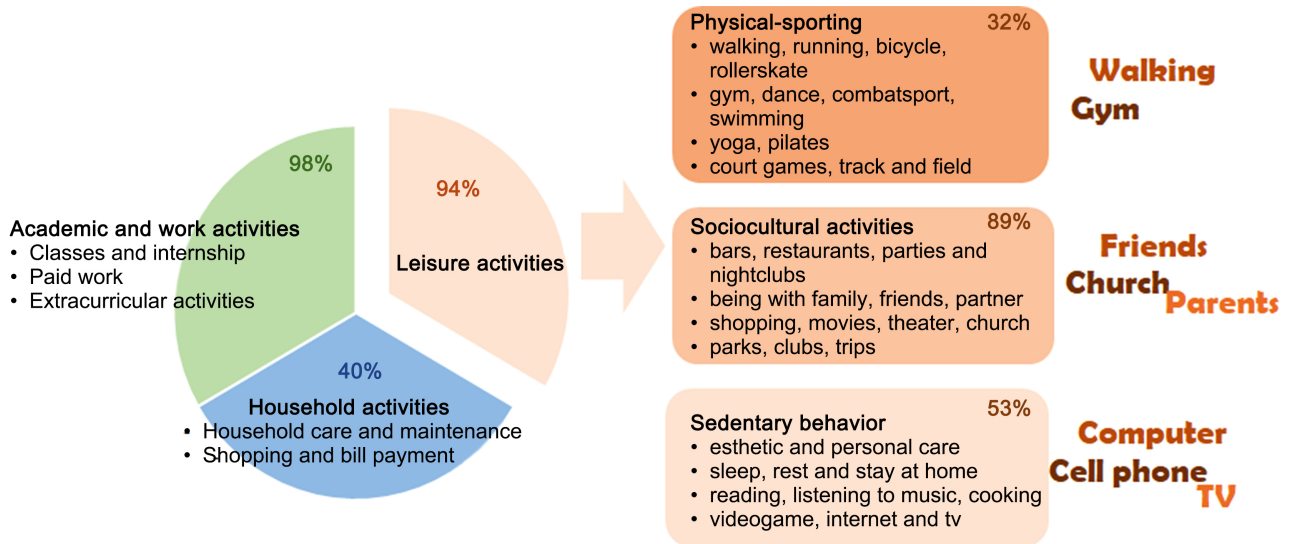 98%
Academic and work activities
• Classes and internship
• Paid work
• Extracurricular activities
94%
Leisure activities
40%
Household activities
• Household care and maintenance
• Shopping and bill payment
Physical-sporting 32%
• walking, running, bicycle,
rollerskate
• gym, dance, combatsport,
swimming
• yoga, pilates
• court games, track and field
Walking
Gym
Sociocultural activities 89%
• bars, restaurants, parties and
nightclubs
• being with family, friends, partner
• shopping, movies, theater, church
• parks, clubs, trips
Friends
Church
Parents
Sedentary behavior 53%
• esthetic and personal care
• sleep, rest and stay at home
• reading, listening to music, cooking
• videogame, internet and tv
Computer
Cell phone
TV